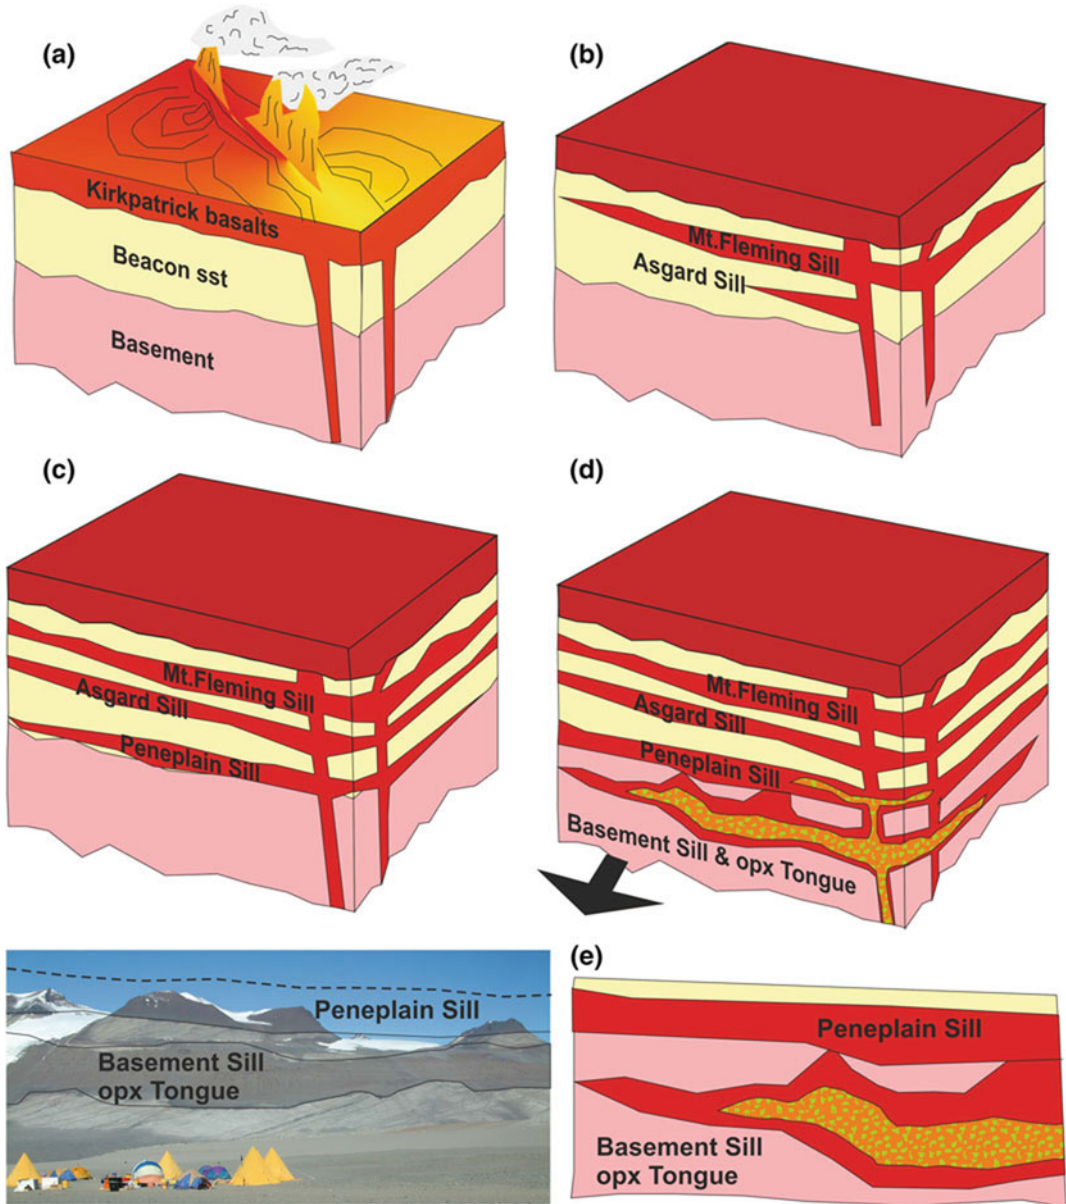 (a)
Kirkpatrick basalts
Beacon sst
Basement
(b)
Mt.Fleming Sill
Asgard Sill
(c)
Mt.Fleming Sill
Asgard Sill
Peneplain Sill
(d)
Mt.Fleming Sill
Asgard Sill
Peneplain Sill
Basement Sill & opx Tongue
Peneplain Sill
Basement Sill
opx Tongue
(e)
Peneplain Sill
Basement Sill
opx Tongue